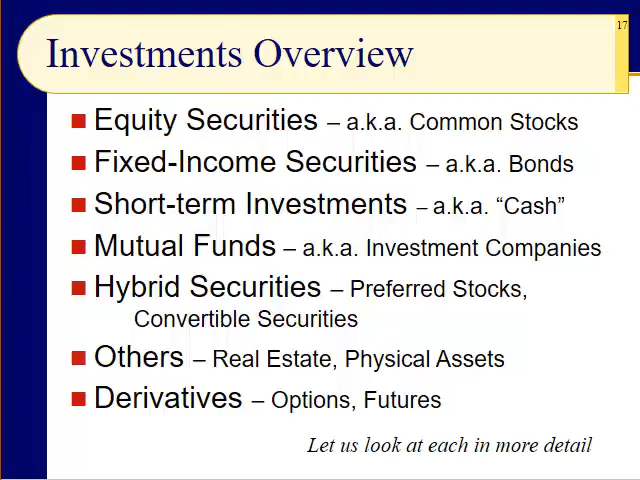 17
Investments Overview
Equity Securities – a.k.a. Common Stocks
Fixed-Income Securities – a.k.a. Bonds
Short-term Investments – a.k.a. “Cash”
Mutual Funds – a.k.a. Investment Companies
Hybrid Securities – Preferred Stocks,
Convertible Securities
Others – Real Estate, Physical Assets
Derivatives – Options, Futures
Let us look at each in more detail